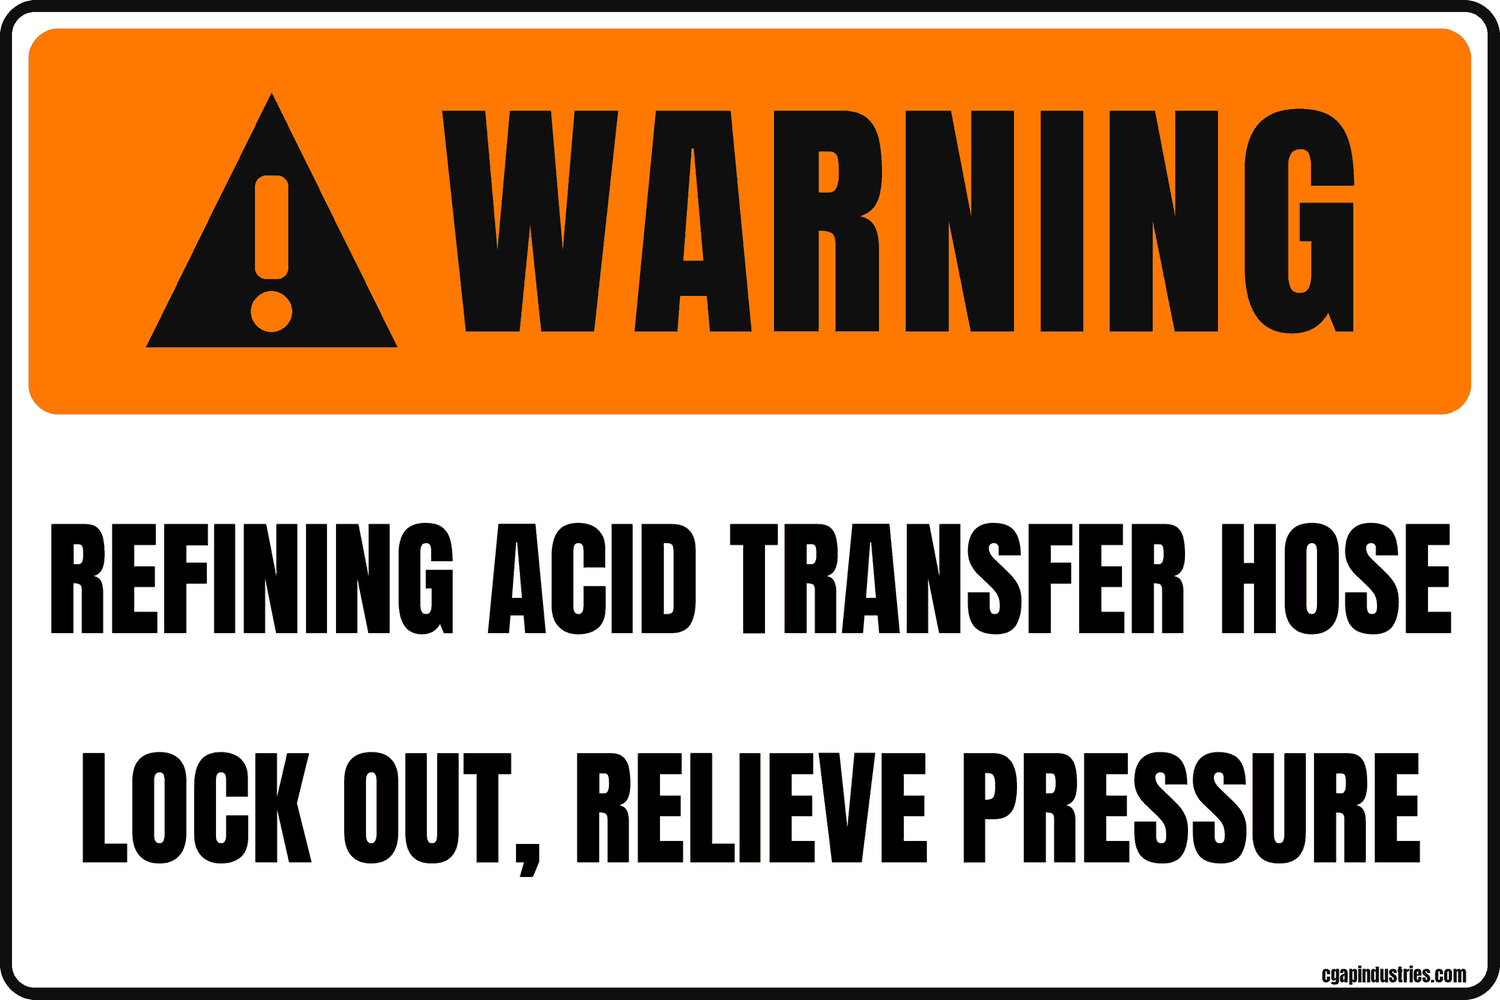 WARNING
REFINING ACID TRANSFER HOSE
LOCK OUT, RELIEVE PRESSURE
cgapindustries.com